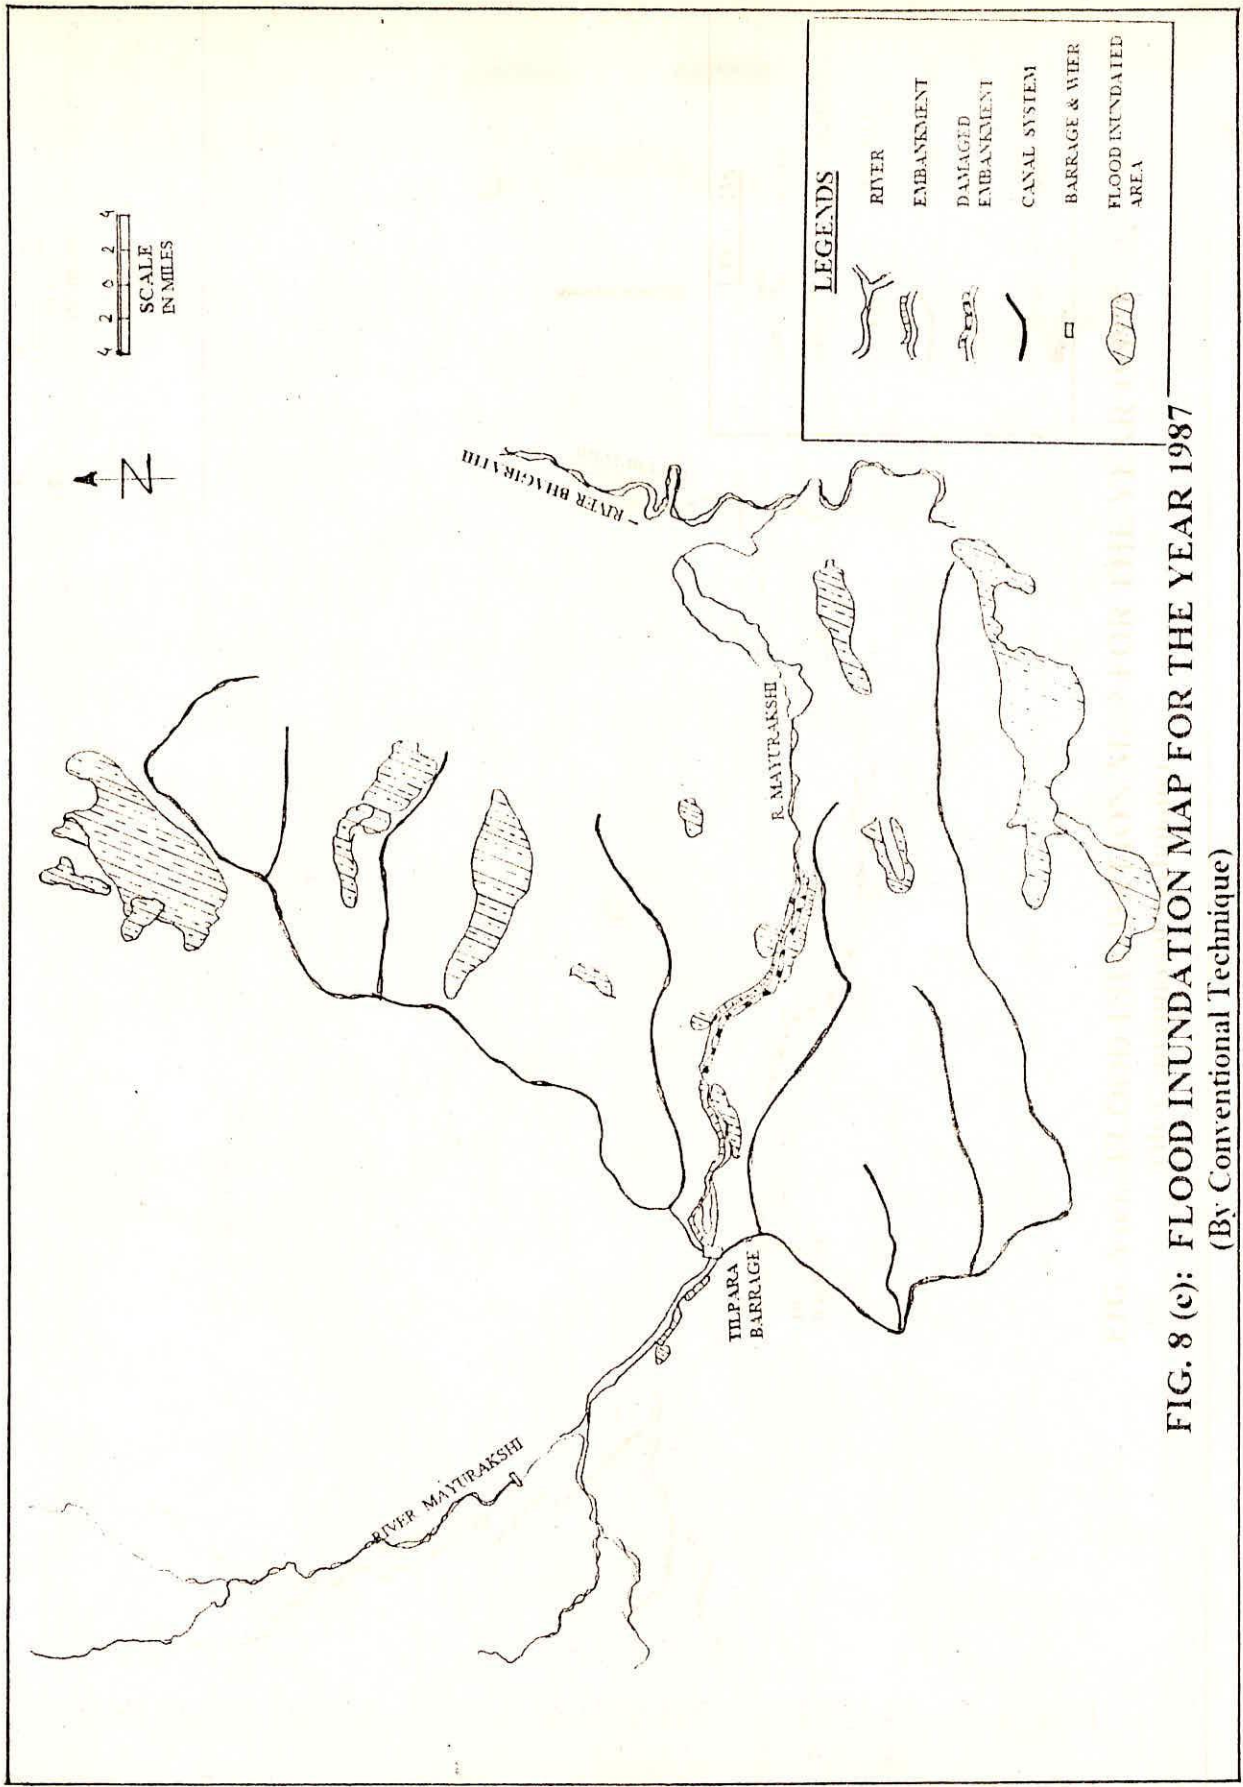 4 2 0 2 4
SCALE
IN MILES
N
RIVER BHAGIRATHI
R. MAYURAKSHI
RIVER MAYURAKSHI
TILPARA
BARRAGE
LEGENDS
RIVER
EMBANKMENT
DAMAGED
EMBANKMENT
CANAL SYSTEM
BARRAGE & WIER
FLOOD INUNDATED
AREA
FIG. 8 (c): FLOOD INUNDATION MAP FOR THE YEAR 1987
(By Conventional Technique)